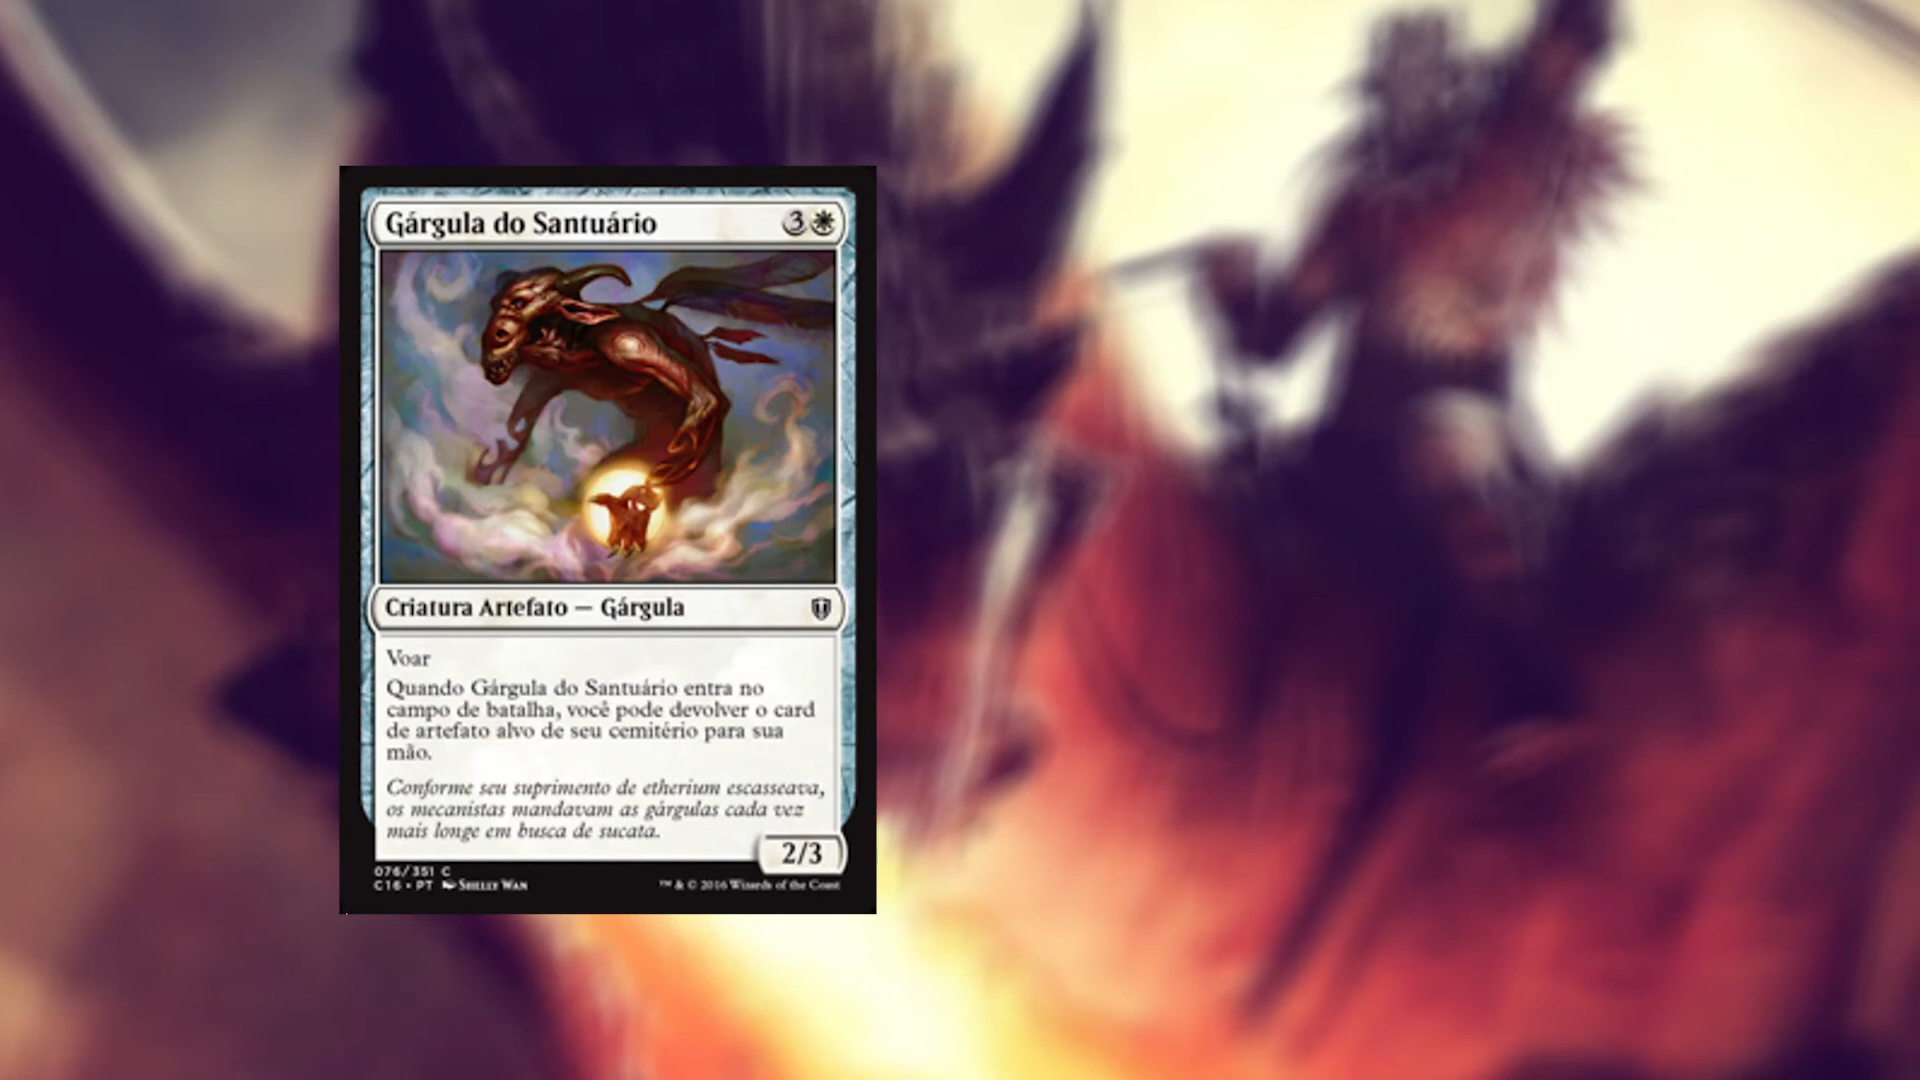 Gárgula do Santuário 3
Criatura Artefato — Gárgula
Voar
Quando Gárgula do Santuário entra no
campo de batalha, você pode devolver o card
de artefato alvo de seu cemitério para sua
mão.
Conforme seu suprimento de etherium escasseava,
os mecanistas mandavam as gárgulas cada vez
mais longe em busca de sucata.
2/3
076/351 C
C16 • PT Shelly Wan
™ & © 2016 Wizards of the Coast